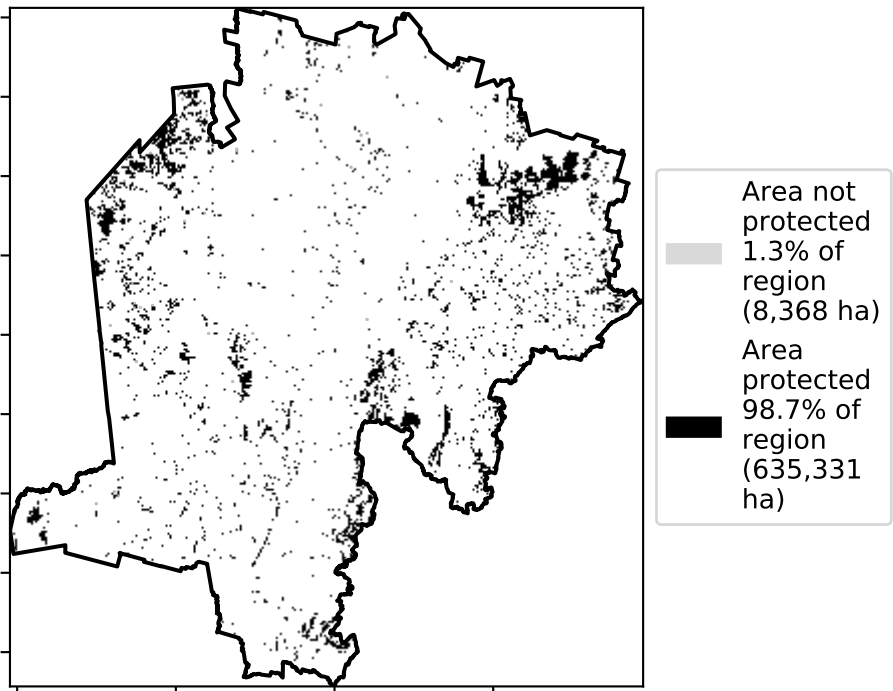 Area not
protected
1.3% of
region
(8,368 ha)
Area
protected
98.7% of
region
(635,331
ha)